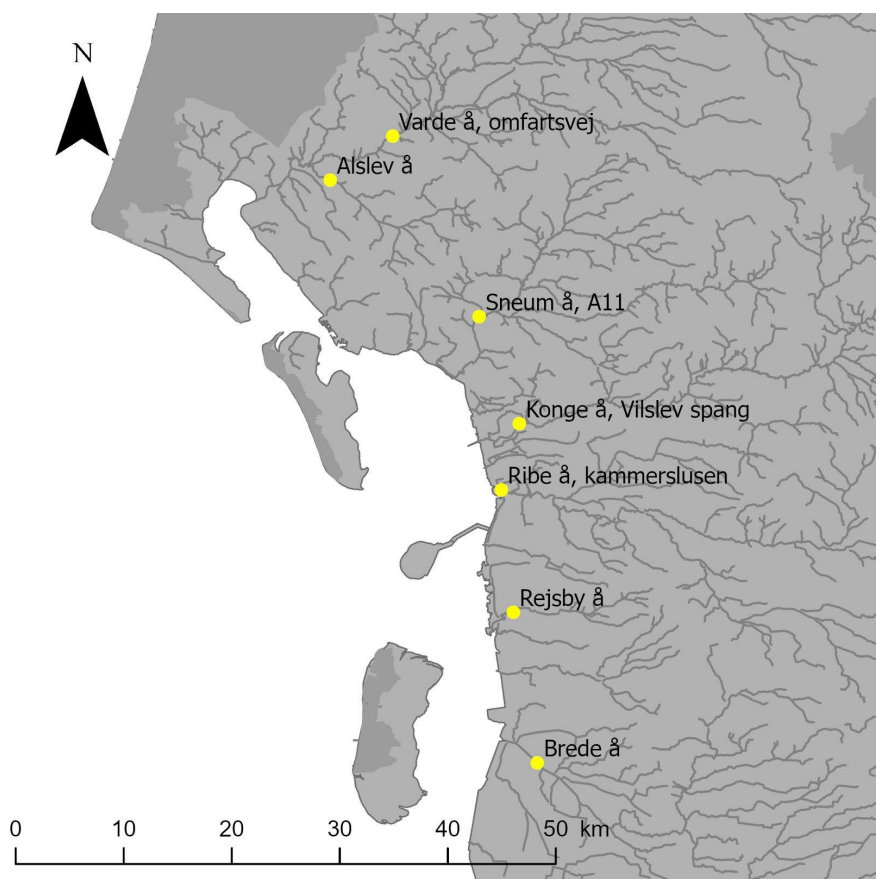 N
Varde å, omfartsvej
Alslev å
Sneum å, A11
Konge å, Vilslev spang
Ribe å, kammerslusen
Rejsby å
Brede å
0 10 20 30 40 50 km